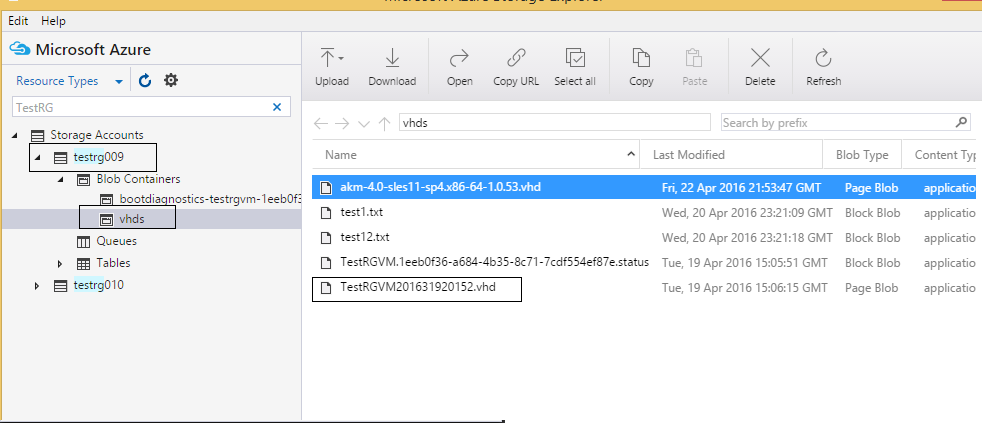 Microsoft Azure Storage Explorer
Edit Help
Microsoft Azure
Resource Types
TestRG
Storage Accounts
testrg009
Blob Containers
bootdiagnostics-testrgvm-1eeb0f3
vhds
Queues
Tables
testrg010
Upload Download Open Copy URL Select all Copy Paste Delete Refresh
vhds Search by prefix
Name Last Modified Blob Type Content Typ
akm-4.0-sles11-sp4.x86-64-1.0.53.vhd Fri, 22 Apr 2016 21:53:47 GMT Page Blob applicatio
test1.txt Wed, 20 Apr 2016 23:21:09 GMT Block Blob applicatio
test12.txt Wed, 20 Apr 2016 23:21:18 GMT Block Blob applicatio
TestRGVM.1eeb0f36-a684-4b35-8c71-7cdf554ef87e.status Tue, 19 Apr 2016 15:05:51 GMT Block Blob applicatio
TestRGVM201631920152.vhd Tue, 19 Apr 2016 15:06:15 GMT Page Blob applicatio